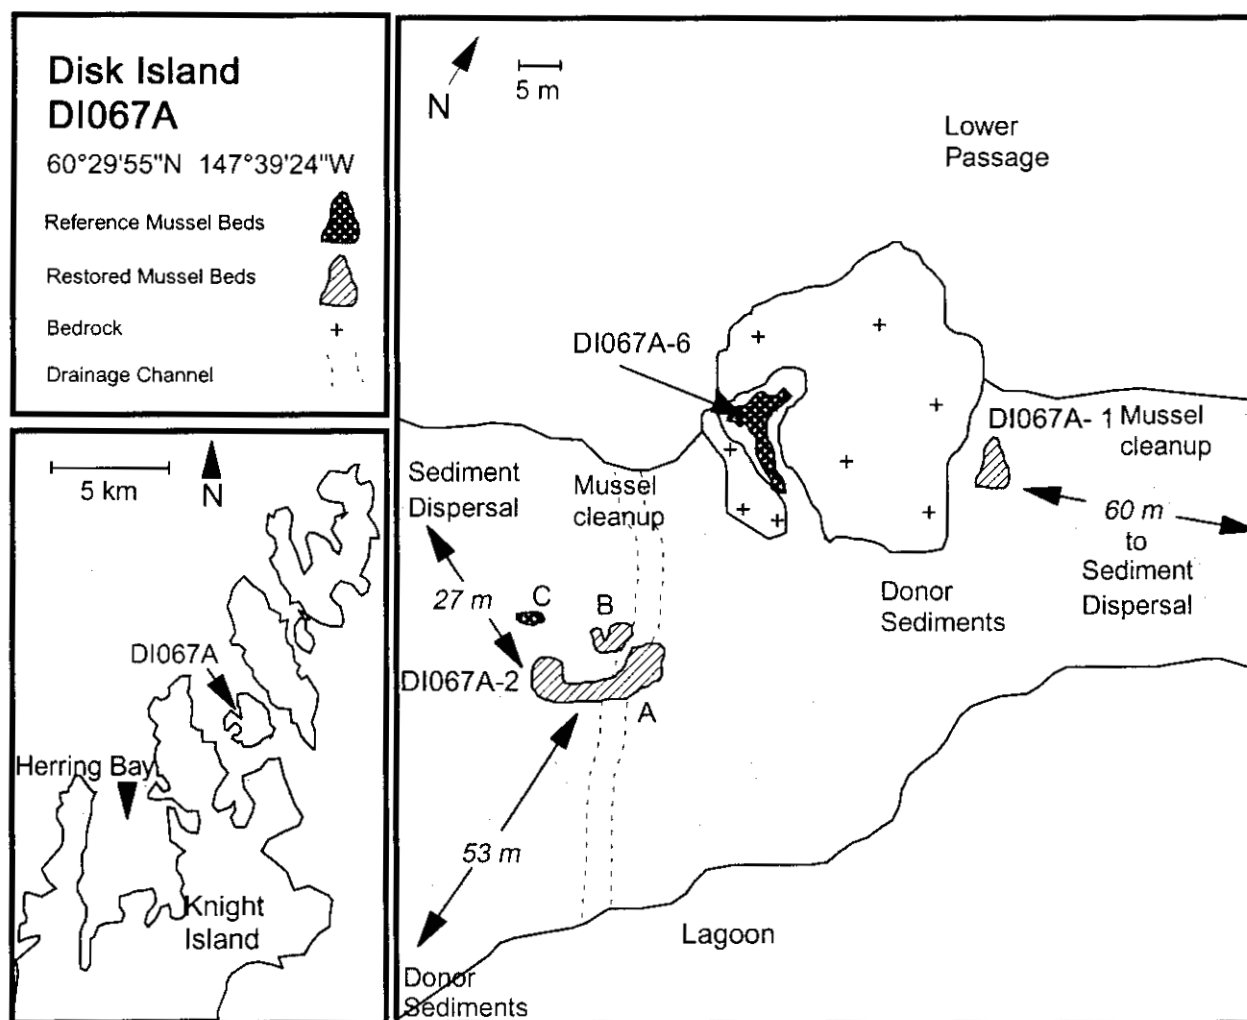 Disk Island
DI067A
60°29'55"N 147°39'24"W
Reference Mussel Beds
Restored Mussel Beds
Bedrock
+
Drainage Channel
5 km
N
DI067A
Herring Bay
Knight
Island
N
5 m
Lower
Passage
DI067A-6
DI067A- 1
Mussel
cleanup
60 m
to
Sediment
Dispersal
Sediment
Dispersal
Mussel
cleanup
27 m
C
B
DI067A-2
A
Donor
Sediments
53 m
Lagoon
Donor
Sediments